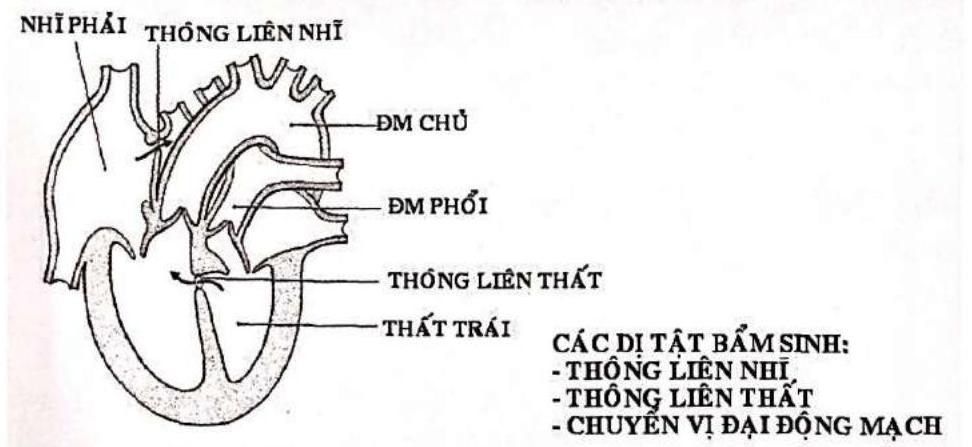 NHĨ PHẢI
THÔNG LIÊN NHĨ
ĐM CHỦ
ĐM PHỔI
THÔNG LIÊN THẤT
THẤT TRÁI
CÁC DỊ TẬT BẨM SINH:
- THÔNG LIÊN NHĨ
- THÔNG LIÊN THẤT
- CHUYỂN VỊ ĐẠI ĐỘNG MẠCH